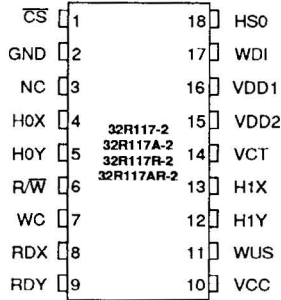 C̅S̅ 1 18 HS0
GND 2 17 WDI
NC 3 16 VDD1
H0X 4 15 VDD2
H0Y 5 14 VCT
R/W̅ 6 13 H1X
WC 7 12 H1Y
RDX 8 11 WUS
RDY 9 10 VCC
32R117-2
32R117A-2
32R117R-2
32R117AR-2